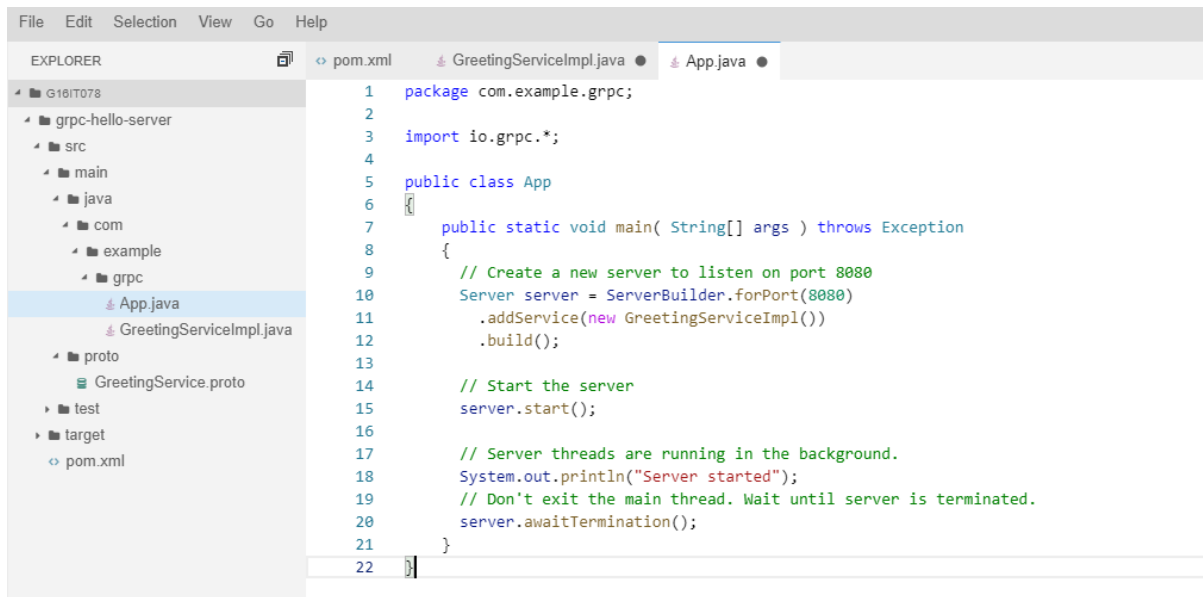 File Edit Selection View Go Help
EXPLORER
G16IT078
grpc-hello-server
src
main
java
com
example
grpc
App.java
GreetingServiceImpl.java
proto
GreetingService.proto
test
target
pom.xml
pom.xml GreetingServiceImpl.java App.java
1 package com.example.grpc;
2
3 import io.grpc.*;
4
5 public class App
6 {
7 public static void main( String[] args ) throws Exception
8 {
9 // Create a new server to listen on port 8080
10 Server server = ServerBuilder.forPort(8080)
11 .addService(new GreetingServiceImpl())
12 .build();
13
14 // Start the server
15 server.start();
16
17 // Server threads are running in the background.
18 System.out.println("Server started");
19 // Don't exit the main thread. Wait until server is terminated.
20 server.awaitTermination();
21 }
22 }